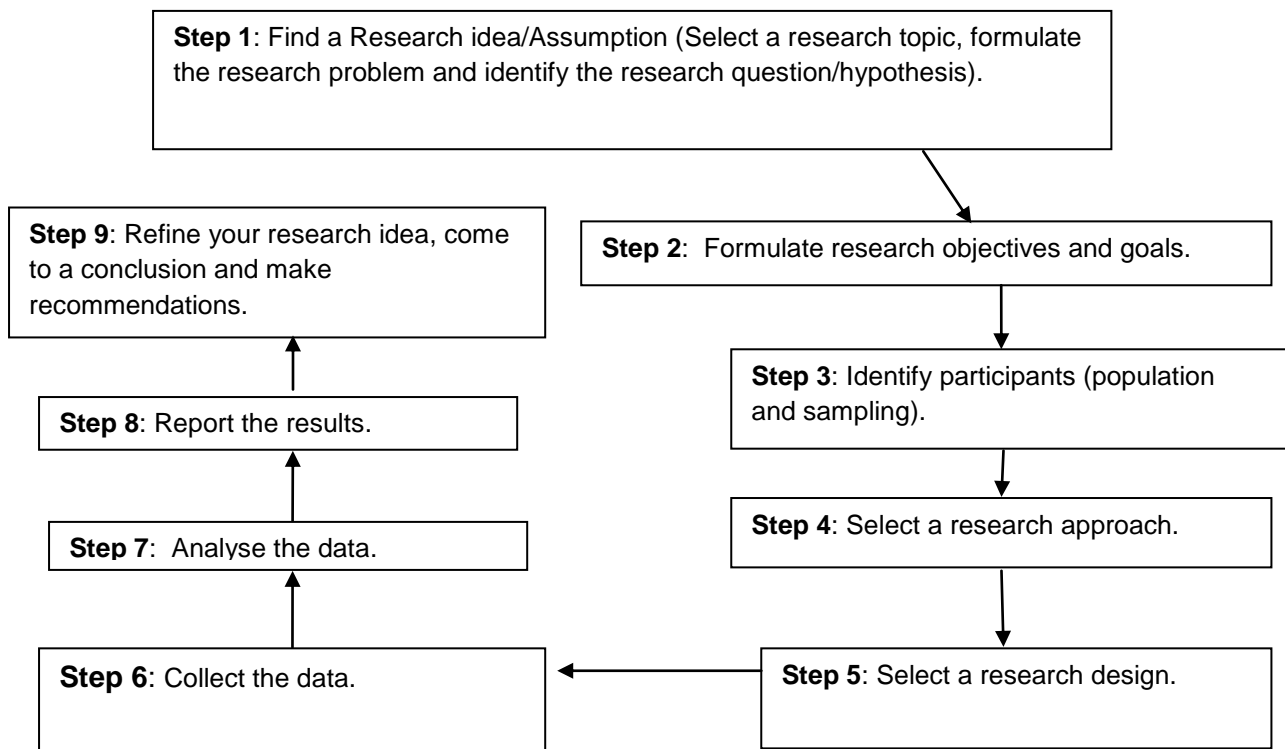 Step 1: Find a Research idea/Assumption (Select a research topic, formulate
the research problem and identify the research question/hypothesis).
Step 2:  Formulate research objectives and goals.
Step 3: Identify participants (population
and sampling).
Step 4: Select a research approach.
Step 5: Select a research design.
Step 6: Collect the data.
Step 7:  Analyse the data.
Step 8: Report the results.
Step 9: Refine your research idea, come
to a conclusion and make
recommendations.